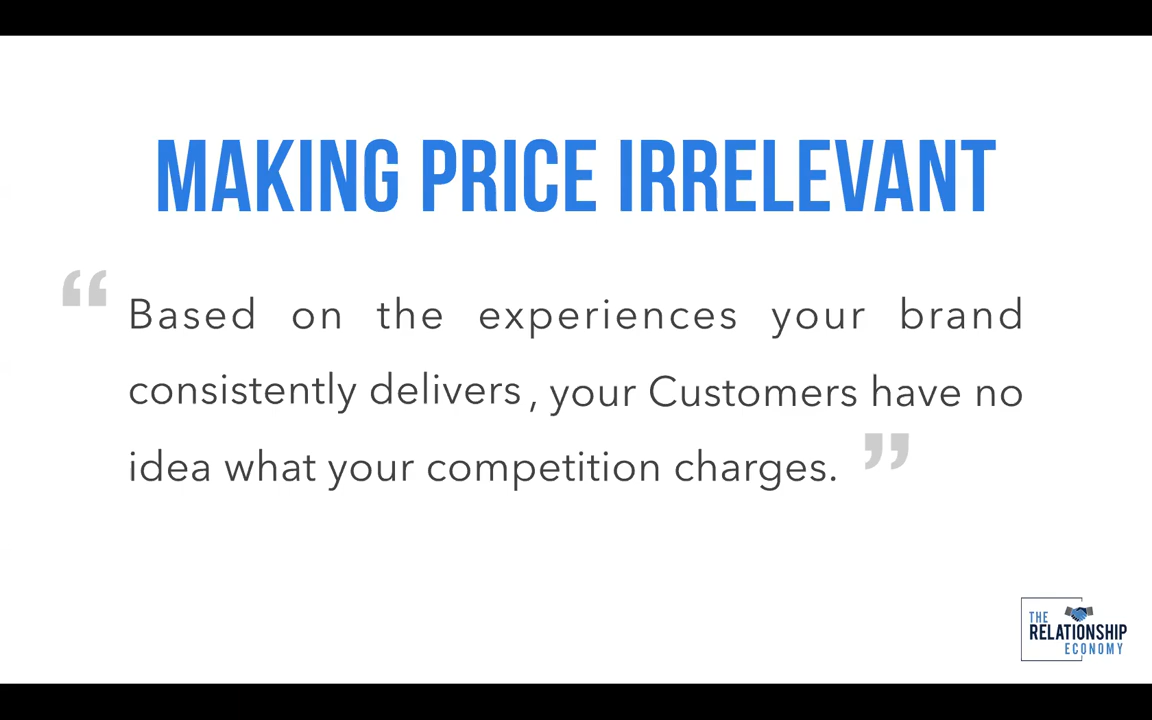 MAKING PRICE IRRELEVANT
“ Based on the experiences your brand
consistently delivers , your Customers have no
idea what your competition charges. ”
THE
RELATIONSHIP
ECONOMY